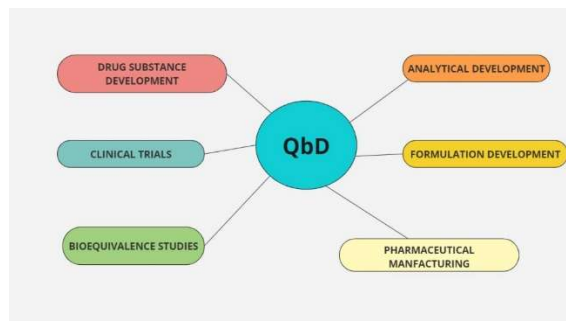 DRUG SUBSTANCE
DEVELOPMENT
ANALYTICAL DEVELOPMENT
QbD
CLINICAL TRIALS
FORMULATION DEVELOPMENT
BIOEQUIVALENCE STUDIES
PHARMACEUTICAL
MANFACTURING